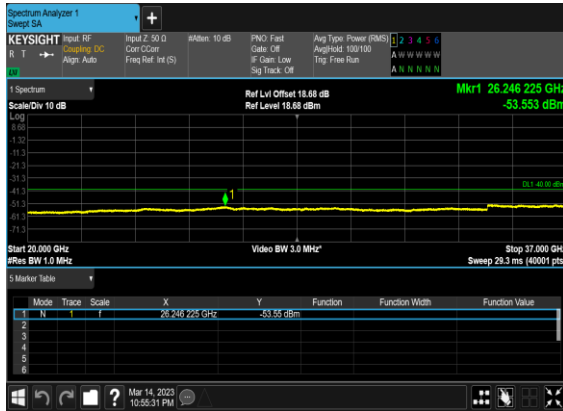 Spectrum Analyzer 1
Swept SA
+
KEYSIGHT Input: RF Input Z: 50 Ω #Atten: 10 dB PNO: Fast Avg Type: Power (RMS) 1 2 3 4 5 6
R T Coupling: DC Corr CCorr Gate: Off Avg|Hold: 100/100 A W W W W W
Align: Auto Freq Ref: Int (S) IF Gain: Low Trig: Free Run
Sig Track: Off A N N N N N
1 Spectrum Ref Lvl Offset 18.68 dB Mkr1 26.246 225 GHz
Scale/Div 10 dB Ref Level 18.68 dBm -53.553 dBm
Log
8.68
-1.32
-11.3
-21.3
-31.3
DL1 -40.00 dBm
-41.3
1
-51.3
-61.3
-71.3
Start 20.000 GHz Video BW 3.0 MHz* Stop 37.000 GHz
#Res BW 1.0 MHz Sweep 29.3 ms (40001 pts)
5 Marker Table
Mode Trace Scale X Y Function Function Width Function Value
1 N 1 f 26.246 225 GHz -53.55 dBm
2
3
4
5
6
? Mar 14, 2023
10:55:31 PM